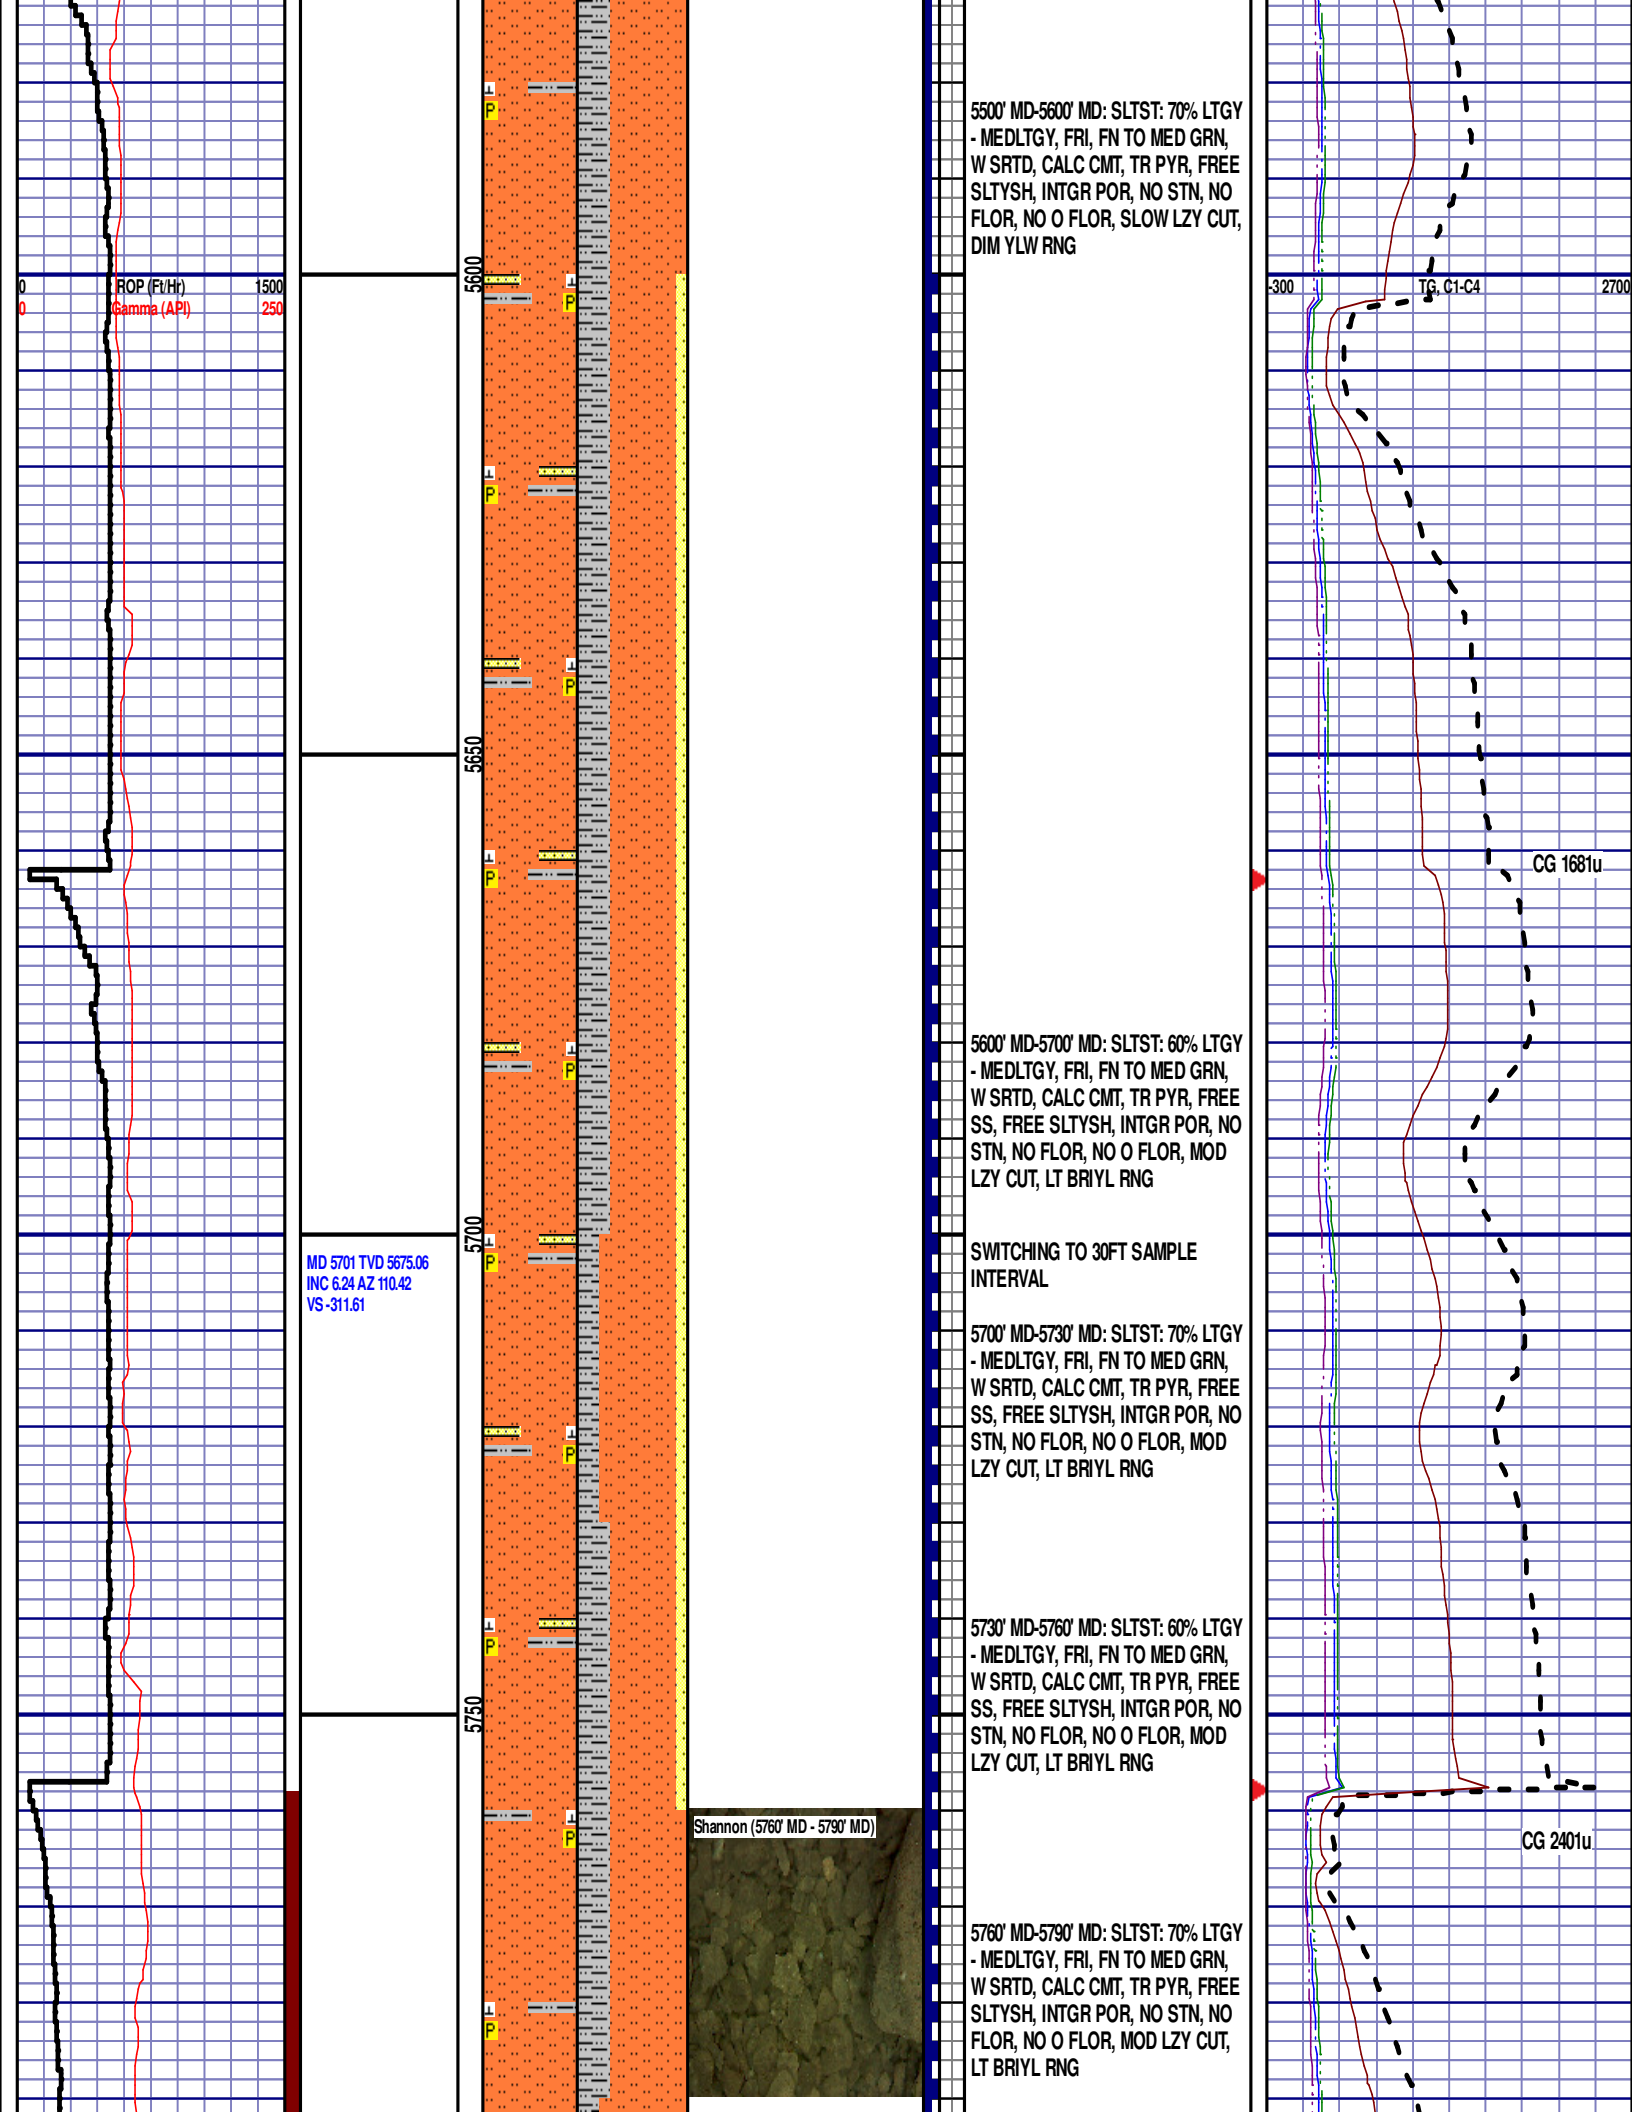 5500' MD-5600' MD: SLTST: 70% LTGY
- MEDLTGY, FRI, FN TO MED GRN,
W SRTD, CALC CMT, TR PYR, FREE
SLTYSH, INTGR POR, NO STN, NO
FLOR, NO O FLOR, SLOW LZY CUT,
DIM YLW RNG
P
5600
0 ROP (Ft/Hr) 1500
0 Gamma (API) 250
-300 TG, C1-C4 2700
P
P
P
5650
CG 1681u
P
5600' MD-5700' MD: SLTST: 60% LTGY
- MEDLTGY, FRI, FN TO MED GRN,
W SRTD, CALC CMT, TR PYR, FREE
SS, FREE SLTYSH, INTGR POR, NO
STN, NO FLOR, NO O FLOR, MOD
LZY CUT, LT BRIYL RNG
P
5700
MD 5701 TVD 5675.06
INC 6.24 AZ 110.42
VS -311.61
P
SWITCHING TO 30FT SAMPLE
INTERVAL
5700' MD-5730' MD: SLTST: 70% LTGY
- MEDLTGY, FRI, FN TO MED GRN,
W SRTD, CALC CMT, TR PYR, FREE
SS, FREE SLTYSH, INTGR POR, NO
STN, NO FLOR, NO O FLOR, MOD
LZY CUT, LT BRIYL RNG
P
5730' MD-5760' MD: SLTST: 60% LTGY
- MEDLTGY, FRI, FN TO MED GRN,
W SRTD, CALC CMT, TR PYR, FREE
SS, FREE SLTYSH, INTGR POR, NO
STN, NO FLOR, NO O FLOR, MOD
LZY CUT, LT BRIYL RNG
P
5750
Shannon (5760' MD - 5790' MD)
P
CG 2401u
5760' MD-5790' MD: SLTST: 70% LTGY
- MEDLTGY, FRI, FN TO MED GRN,
W SRTD, CALC CMT, TR PYR, FREE
SLTYSH, INTGR POR, NO STN, NO
FLOR, NO O FLOR, MOD LZY CUT,
LT BRIYL RNG
P